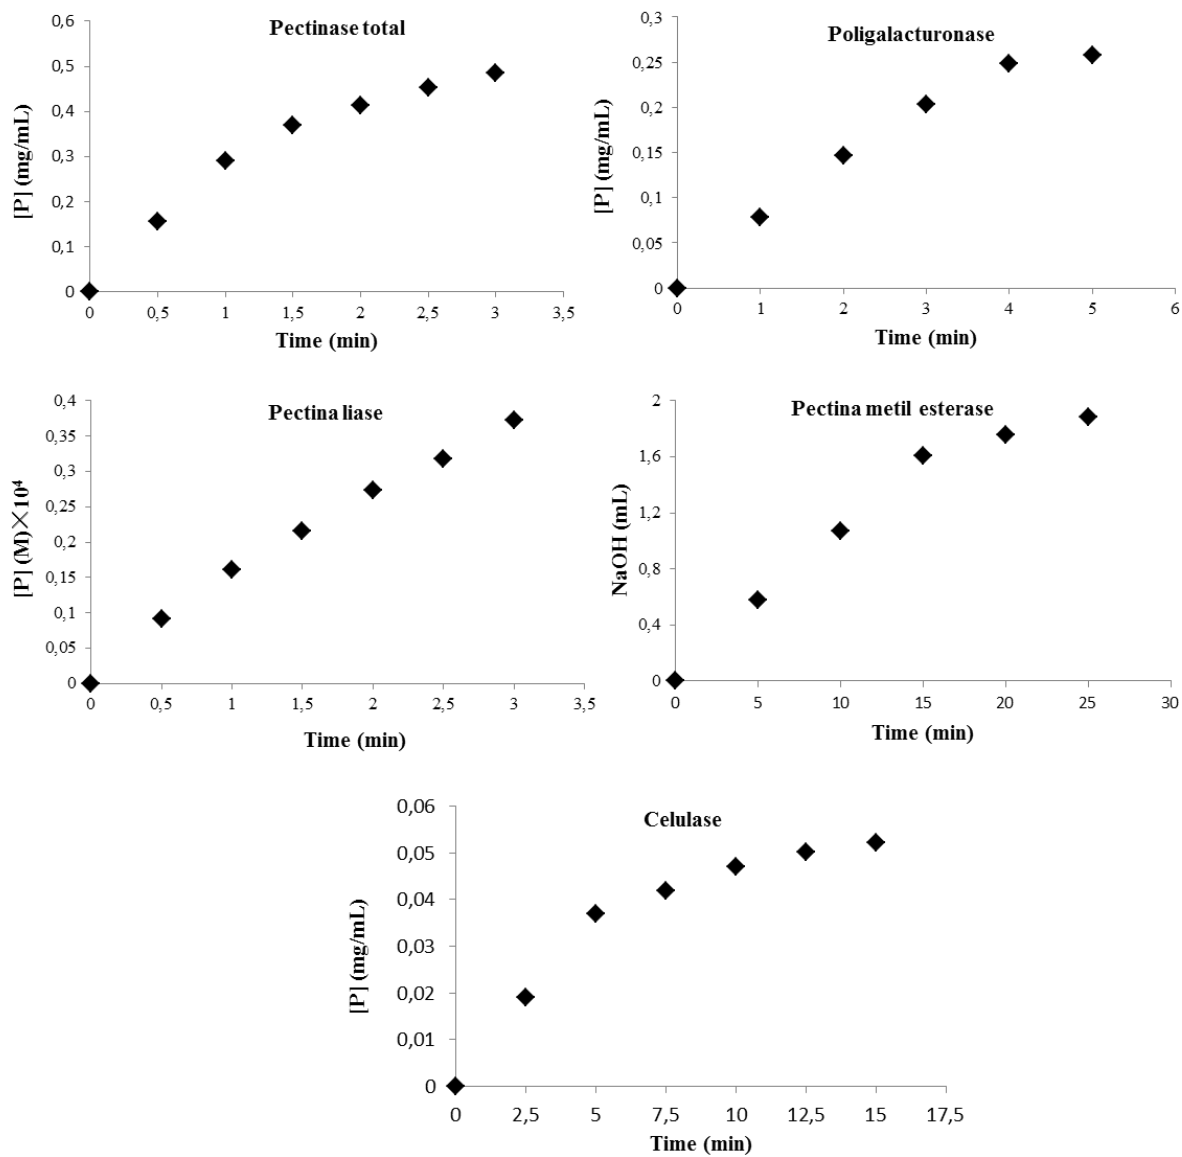 Pectinase total
[P] (mg/mL)
0,6
0,5
0,4
0,3
0,2
0,1
0
0 0,5 1 1,5 2 2,5 3 3,5
Time (min)
Poligalacturonase
[P] (mg/mL)
0,3
0,25
0,2
0,15
0,1
0,05
0
0 1 2 3 4 5 6
Time (min)
Pectina liase
[P] (M)×10⁴
0,4
0,35
0,3
0,25
0,2
0,15
0,1
0,05
0
0 0,5 1 1,5 2 2,5 3 3,5
Time (min)
Pectina metil esterase
NaOH (mL)
2
1,6
1,2
0,8
0,4
0
0 5 10 15 20 25 30
Time (min)
Celulase
[P] (mg/mL)
0,06
0,05
0,04
0,03
0,02
0,01
0
0 2,5 5 7,5 10 12,5 15 17,5
Time (min)